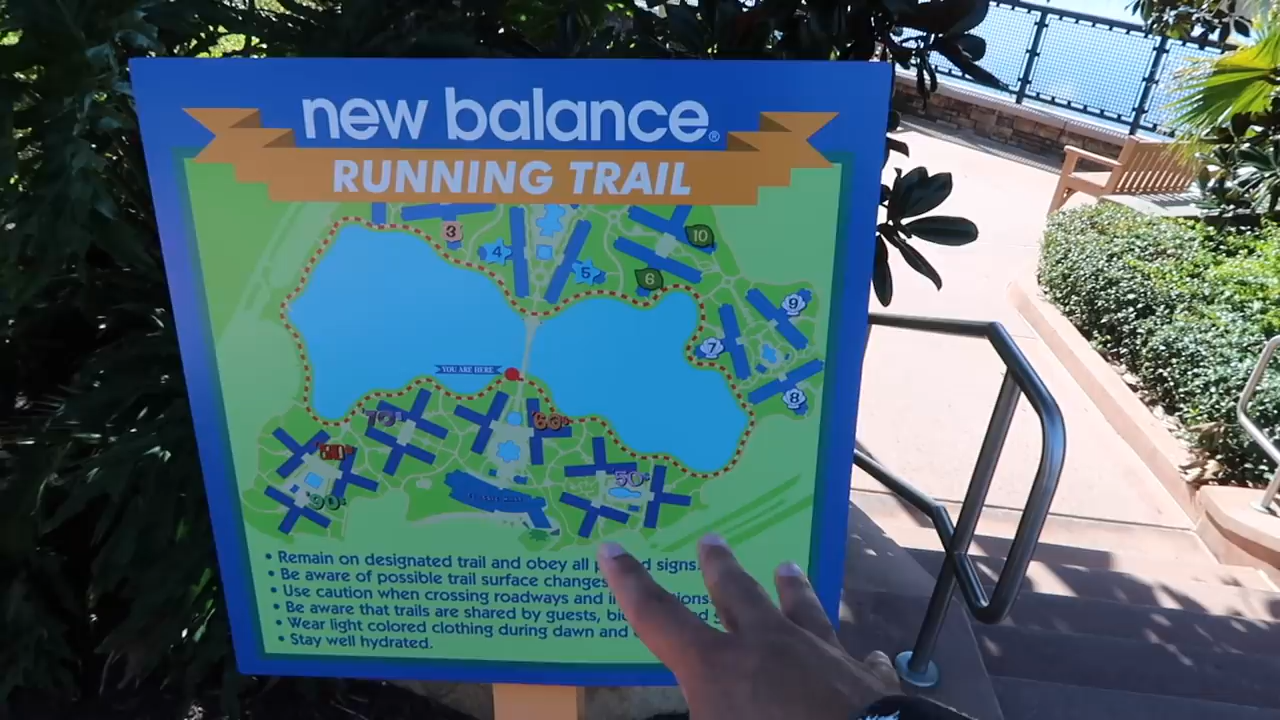 new balance®
RUNNING TRAIL
3
4
5
6
10
9
7
8
YOU ARE HERE
70s
60s
80s
50s
90s
• Remain on designated trail and obey all signs.
• Be aware of possible trail surface changes
• Use caution when crossing roadways and
• Be aware that trails are shared by guests,
• Wear light colored clothing during dawn and
• Stay well hydrated.